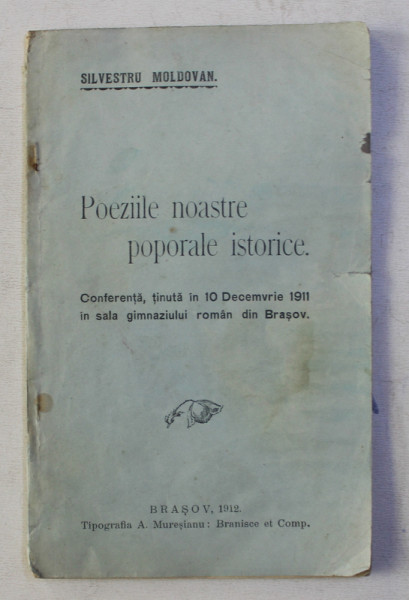 SILVESTRU MOLDOVAN.
Poeziile noastre
poporale istorice.
Conferență, ținută în 10 Decemvrie 1911
în sala gimnaziului român din Brașov.
BRAȘOV, 1912.
Tipografia A. Mureșianu: Branisce et Comp.